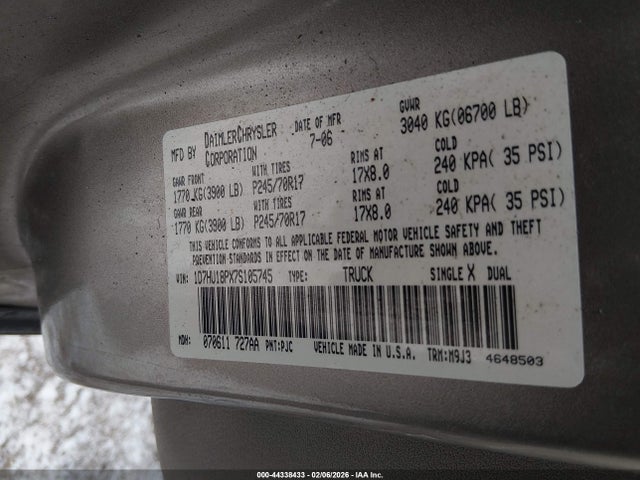 MFD BY DAIMLERCHRYSLER CORPORATION DATE OF MFR 7-06 GVWR 3040 KG(06700 LB)
GAWR FRONT WITH TIRES RIMS AT COLD
1770 KG(3900 LB) P245/70R17 17X8.0 240 KPA( 35 PSI)
GAWR REAR WITH TIRES RIMS AT COLD
1770 KG(3900 LB) P245/70R17 17X8.0 240 KPA( 35 PSI)
THIS VEHICLE CONFORMS TO ALL APPLICABLE FEDERAL MOTOR VEHICLE SAFETY AND THEFT
PREVENTION STANDARDS IN EFFECT ON THE DATE OF MANUFACTURE SHOWN ABOVE.
VIN: 1D7HU18PX7S105745 TYPE: TRUCK SINGLE X DUAL
MDH: 070611 727AA PNT:PJC VEHICLE MADE IN U.S.A. TRM:M9J3 4648503
000-44338433 - 02/06/2026 - IAA Inc.